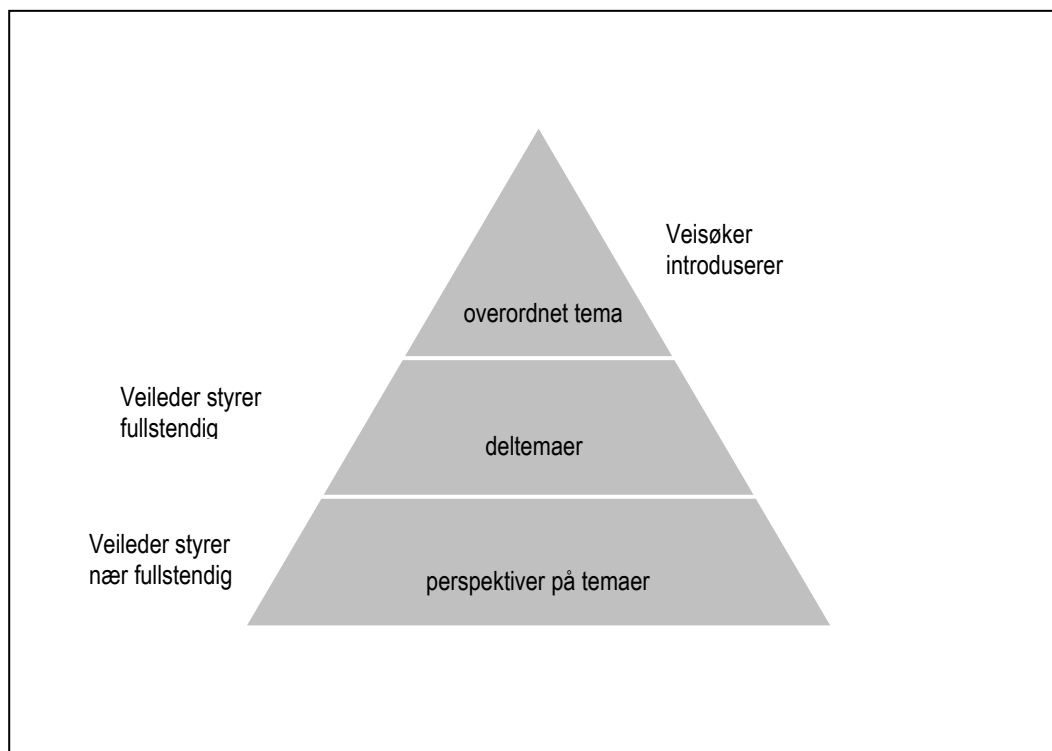 Veisøker
introduserer
overordnet tema
Veileder styrer
fullstendig
deltemaer
Veileder styrer
nær fullstendig
perspektiver på temaer